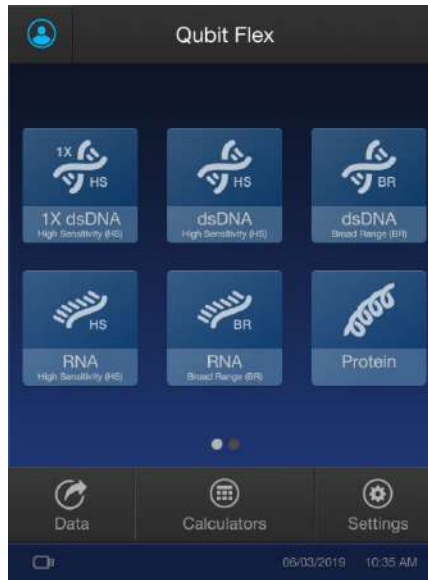 Qubit Flex
1X
HS
HS
BR
1X dsDNA
High Sensitivity (HS)
dsDNA
High Sensitivity (HS)
dsDNA
Broad Range (BR)
HS
BR
RNA
High Sensitivity (HS)
RNA
Broad Range (BR)
Protein
Data
Calculators
Settings
06/03/2019 10:35 AM